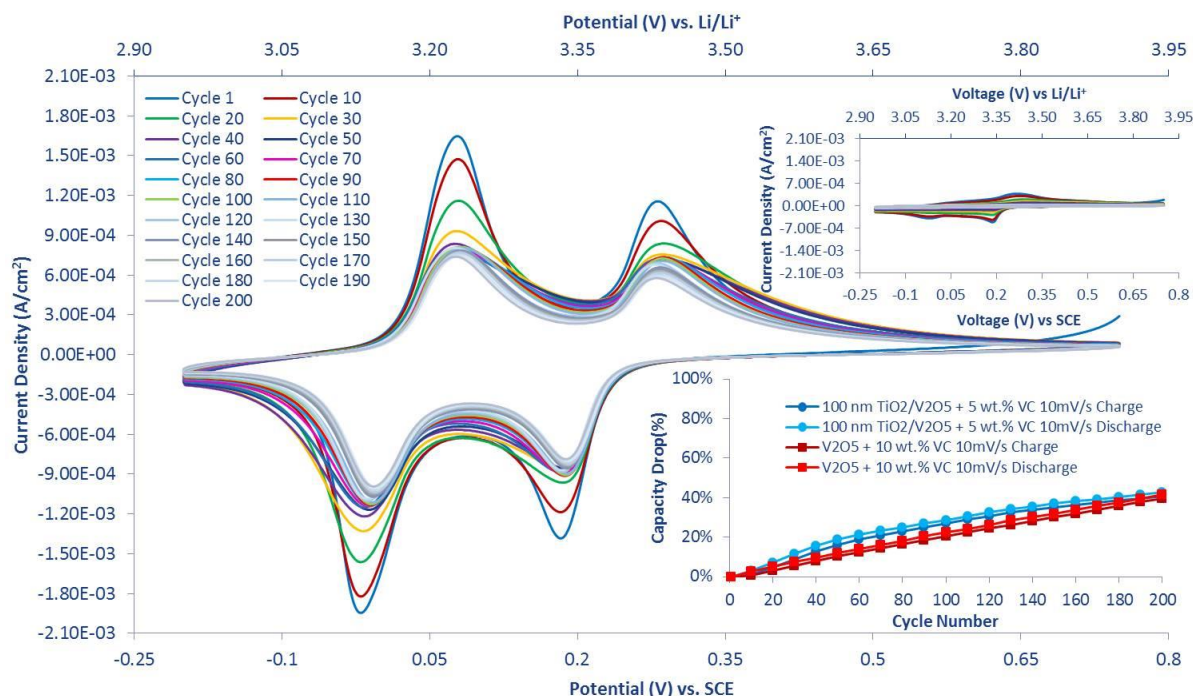 Potential (V) vs. Li/Li⁺
2.90 3.05 3.20 3.35 3.50 3.65 3.80 3.95
Current Density (A/cm²)
2.10E-03
1.80E-03
1.50E-03
1.20E-03
9.00E-04
6.00E-04
3.00E-04
0.00E+00
-3.00E-04
-6.00E-04
-9.00E-04
-1.20E-03
-1.50E-03
-1.80E-03
-2.10E-03
Cycle 1 Cycle 10
Cycle 20 Cycle 30
Cycle 40 Cycle 50
Cycle 60 Cycle 70
Cycle 80 Cycle 90
Cycle 100 Cycle 110
Cycle 120 Cycle 130
Cycle 140 Cycle 150
Cycle 160 Cycle 170
Cycle 180 Cycle 190
Cycle 200
Voltage (V) vs Li/Li⁺
2.90 3.05 3.20 3.35 3.50 3.65 3.80 3.95
Current Density (A/cm²)
2.10E-03
1.40E-03
7.00E-04
0.00E+00
-7.00E-04
-1.40E-03
-2.10E-03
-0.25 -0.1 0.05 0.2 0.35 0.5 0.65 0.8
Voltage (V) vs SCE
Capacity Drop(%)
100%
80%
60%
40%
20%
0%
100 nm TiO2/V2O5 + 5 wt.% VC 10mV/s Charge
100 nm TiO2/V2O5 + 5 wt.% VC 10mV/s Discharge
V2O5 + 10 wt.% VC 10mV/s Charge
V2O5 + 10 wt.% VC 10mV/s Discharge
0 20 40 60 80 100 120 140 160 180 200
Cycle Number
-0.25 -0.1 0.05 0.2 0.35 0.5 0.65 0.8
Potential (V) vs. SCE